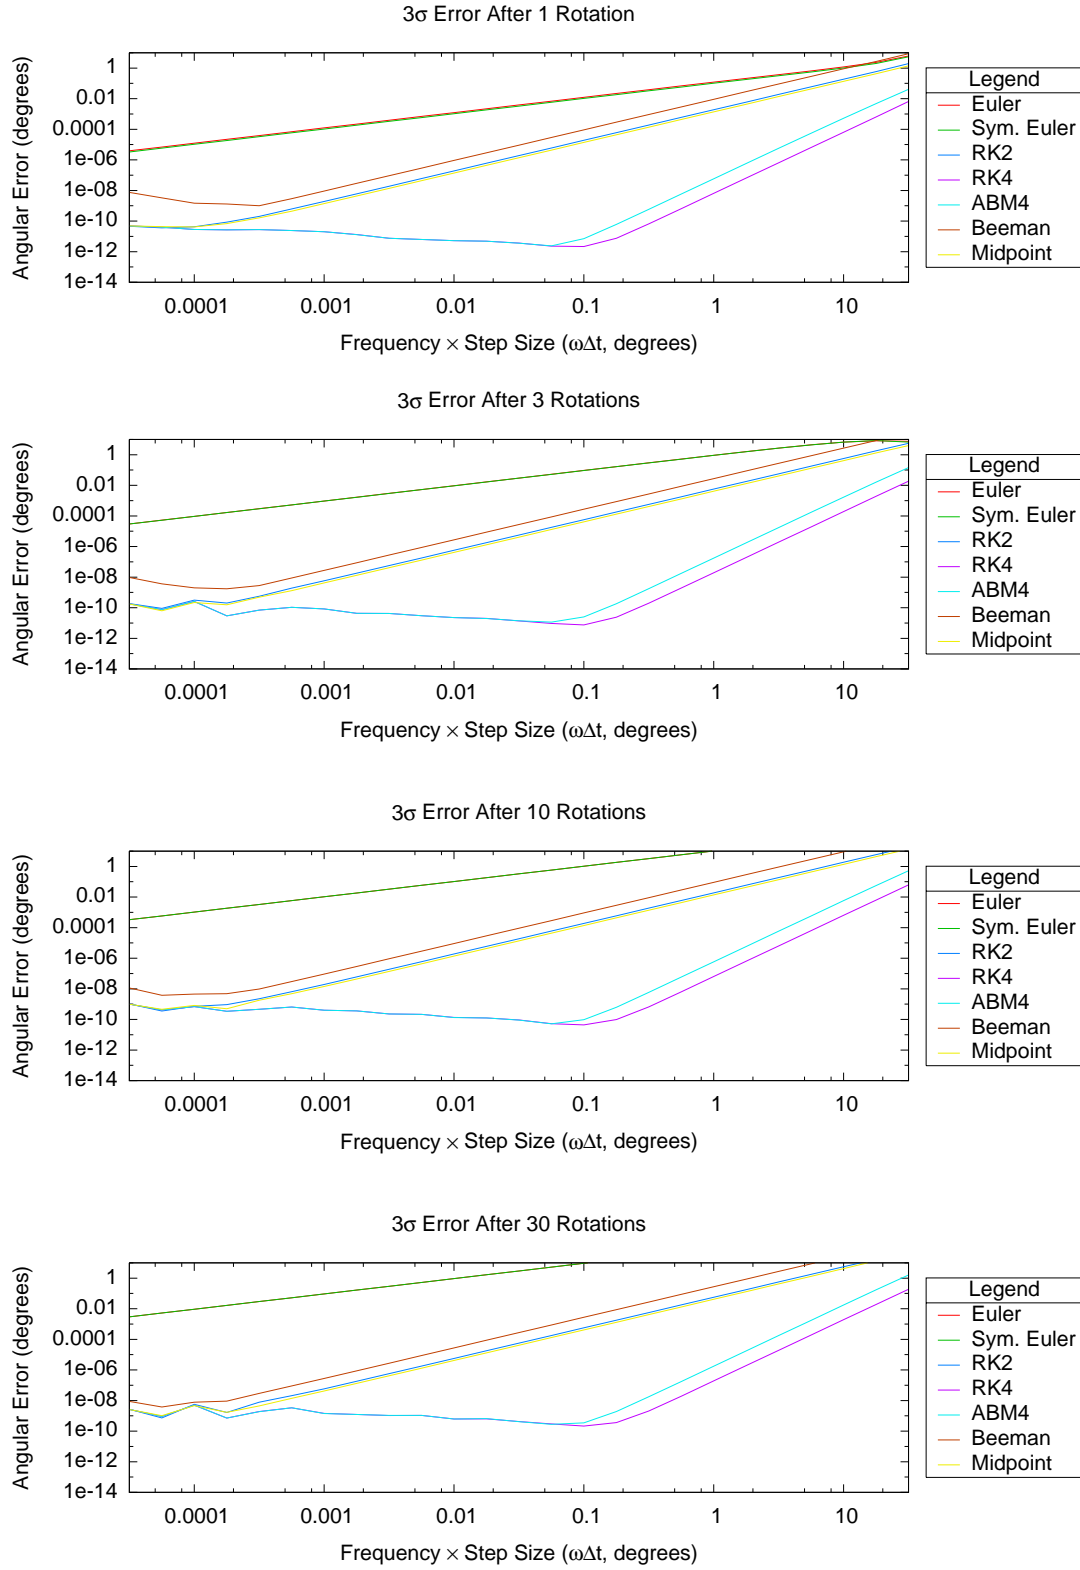 3σ Error After 1 Rotation
Angular Error (degrees)
1
0.01
0.0001
1e-06
1e-08
1e-10
1e-12
1e-14
0.0001 0.001 0.01 0.1 1 10
Frequency × Step Size (ωΔt, degrees)
Legend
Euler
Sym. Euler
RK2
RK4
ABM4
Beeman
Midpoint
3σ Error After 3 Rotations
Angular Error (degrees)
1
0.01
0.0001
1e-06
1e-08
1e-10
1e-12
1e-14
0.0001 0.001 0.01 0.1 1 10
Frequency × Step Size (ωΔt, degrees)
Legend
Euler
Sym. Euler
RK2
RK4
ABM4
Beeman
Midpoint
3σ Error After 10 Rotations
Angular Error (degrees)
1
0.01
0.0001
1e-06
1e-08
1e-10
1e-12
1e-14
0.0001 0.001 0.01 0.1 1 10
Frequency × Step Size (ωΔt, degrees)
Legend
Euler
Sym. Euler
RK2
RK4
ABM4
Beeman
Midpoint
3σ Error After 30 Rotations
Angular Error (degrees)
1
0.01
0.0001
1e-06
1e-08
1e-10
1e-12
1e-14
0.0001 0.001 0.01 0.1 1 10
Frequency × Step Size (ωΔt, degrees)
Legend
Euler
Sym. Euler
RK2
RK4
ABM4
Beeman
Midpoint